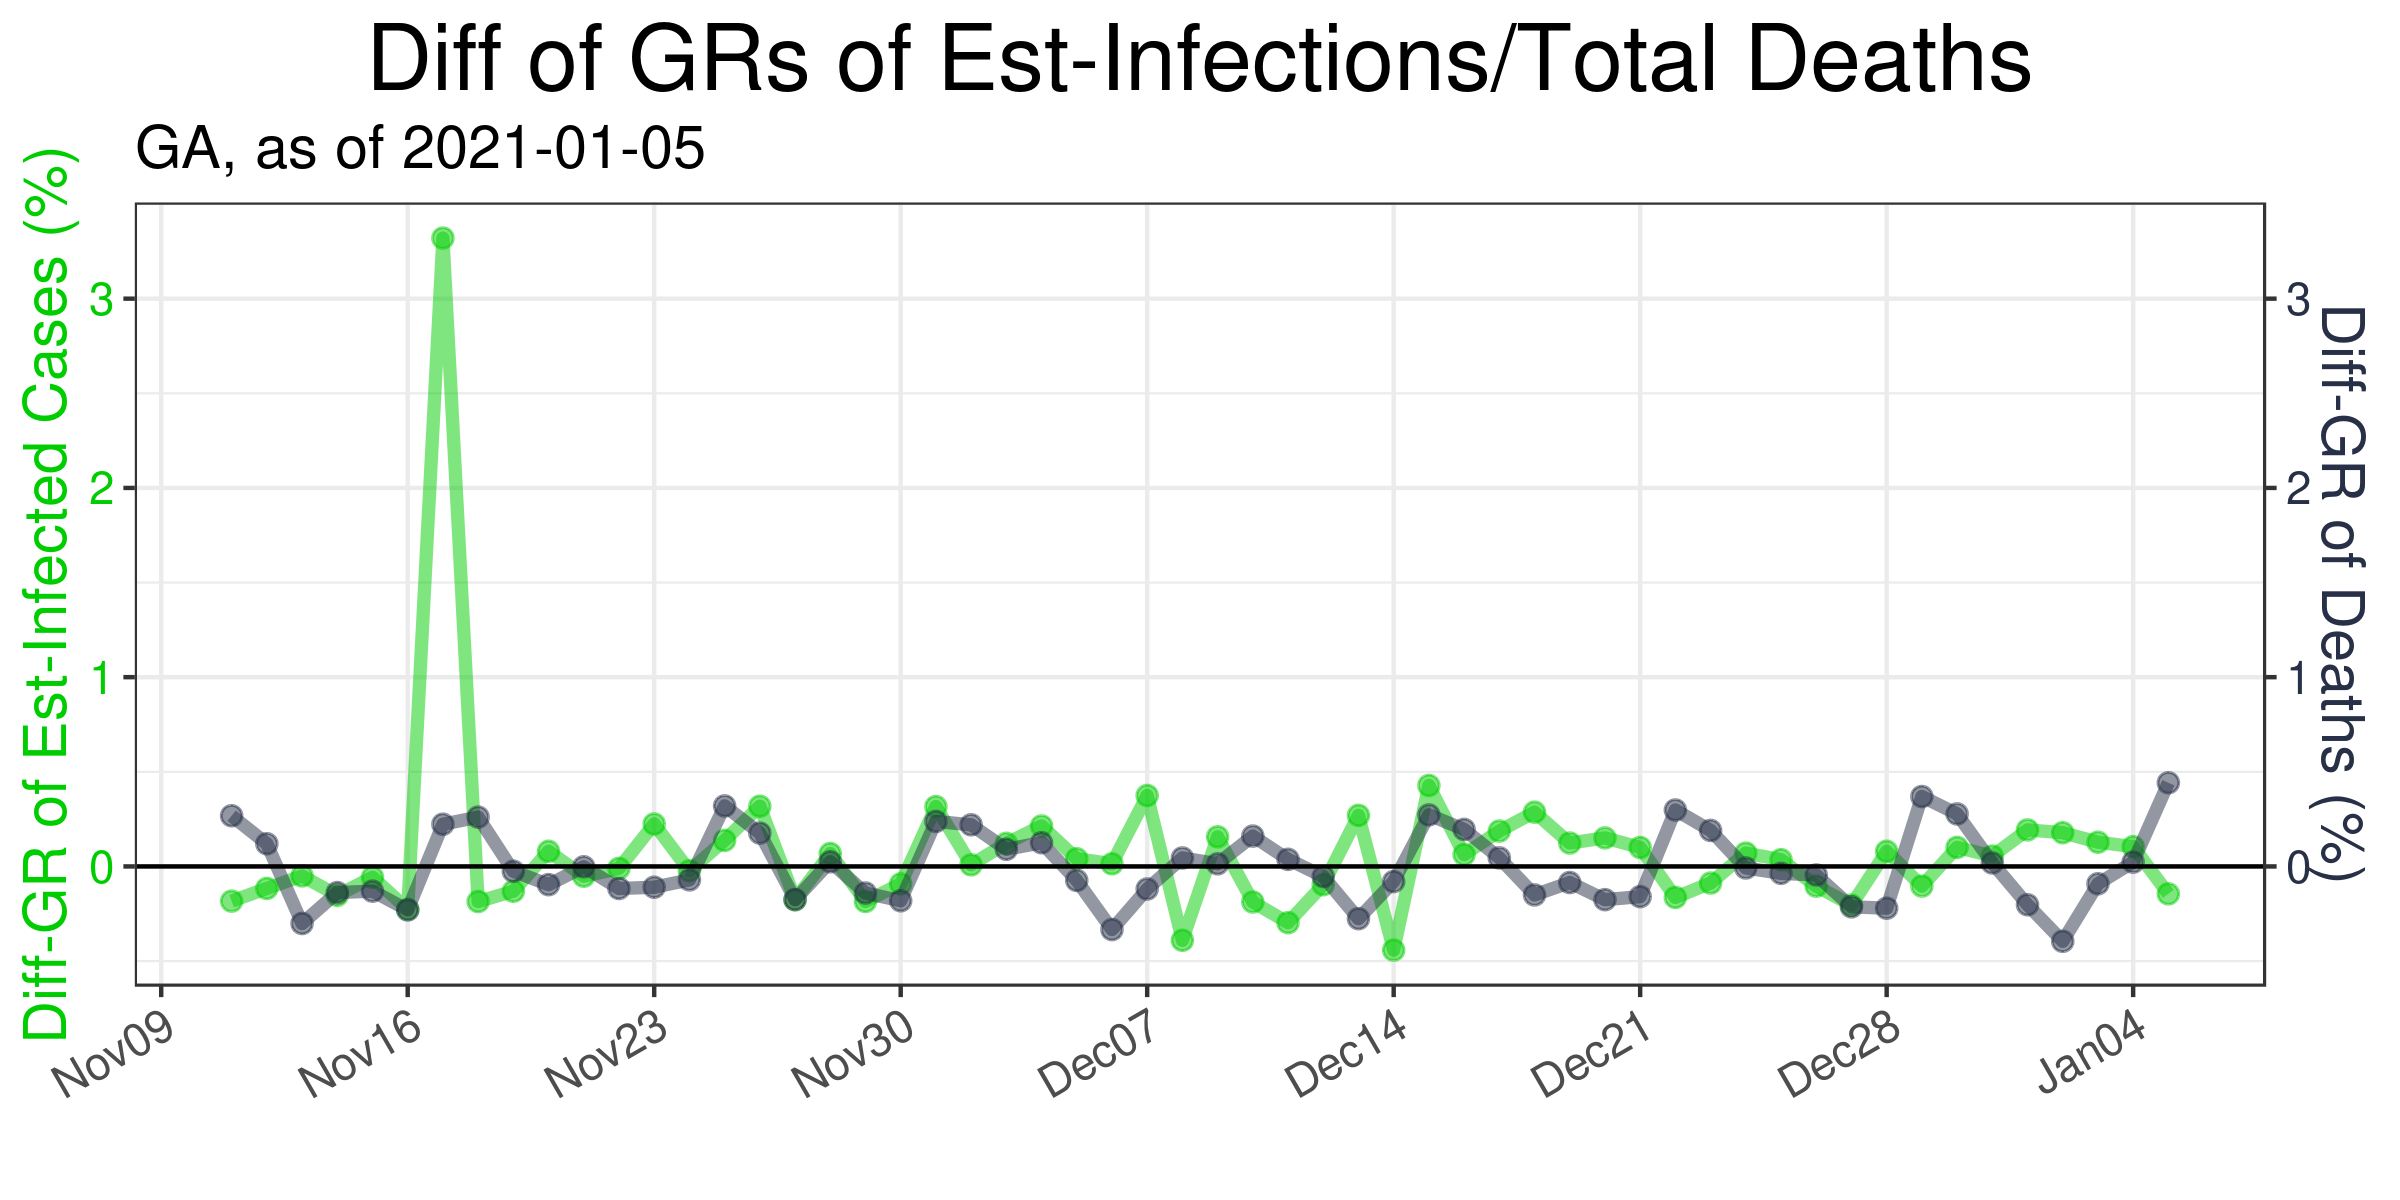 Diff of GRs of Est-Infections/Total Deaths
GA, as of 2021-01-05
Diff-GR of Est-Infected Cases (%)
3
2
1
0
3
2
1
0
Diff-GR of Deaths (%)
Nov09
Nov16
Nov23
Nov30
Dec07
Dec14
Dec21
Dec28
Jan04